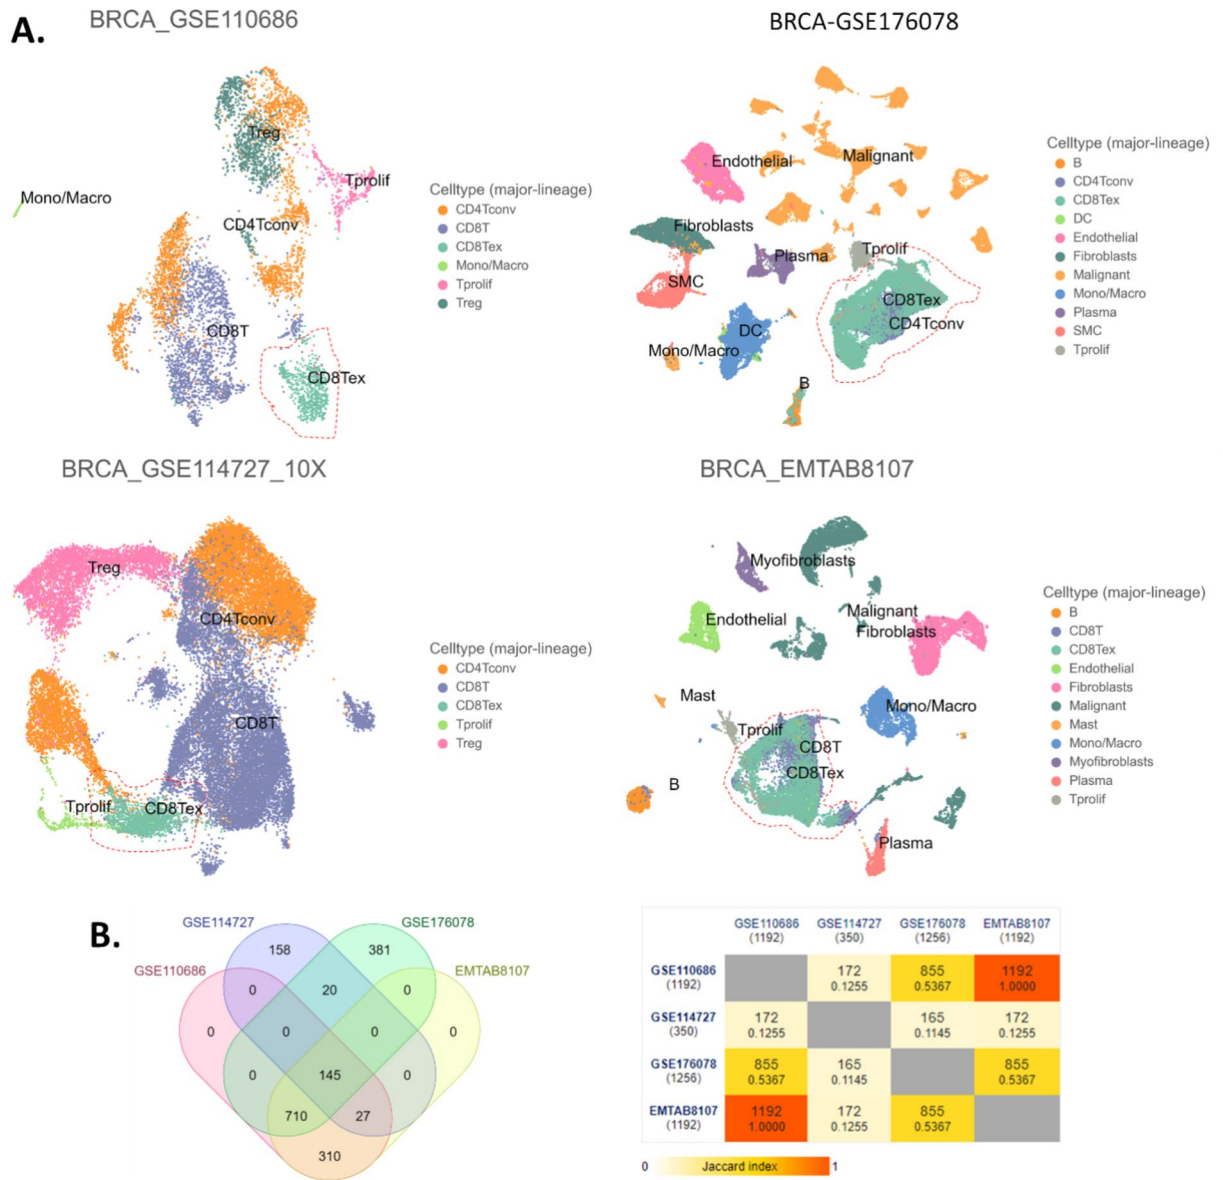 A.
BRCA_GSE110686
Treg
Tprolif
Mono/Macro
CD4Tconv
CD8T
CD8Tex
Celltype (major-lineage)
CD4Tconv
CD8T
CD8Tex
Mono/Macro
Tprolif
Treg
BRCA-GSE176078
Endothelial
Malignant
Fibroblasts
Plasma
Tprolif
SMC
CD8Tex
CD4Tconv
DC
Mono/Macro
B
Celltype (major-lineage)
B
CD4Tconv
CD8Tex
DC
Endothelial
Fibroblasts
Malignant
Mono/Macro
Plasma
SMC
Tprolif
BRCA_GSE114727_10X
Treg
CD4Tconv
CD8T
Tprolif
CD8Tex
Celltype (major-lineage)
CD4Tconv
CD8T
CD8Tex
Tprolif
Treg
BRCA_EMTAB8107
Myofibroblasts
Endothelial
Malignant
Fibroblasts
Mast
Mono/Macro
Tprolif
CD8T
CD8Tex
B
Plasma
Celltype (major-lineage)
B
CD8T
CD8Tex
Endothelial
Fibroblasts
Malignant
Mast
Mono/Macro
Myofibroblasts
Plasma
Tprolif
B.
GSE114727
GSE176078
GSE110686
EMTAB8107
158
381
0
20
0
0
0
0
0
0
145
0
710
27
310
GSE110686 GSE114727 GSE176078 EMTAB8107
(1192) (350) (1256) (1192)
GSE110686 172 855 1192
(1192) 0.1255 0.5367 1.0000
GSE114727 172 165 172
(350) 0.1255 0.1145 0.1255
GSE176078 855 165 855
(1256) 0.5367 0.1145 0.5367
EMTAB8107 1192 172 855
(1192) 1.0000 0.1255 0.5367
0 Jaccard index 1